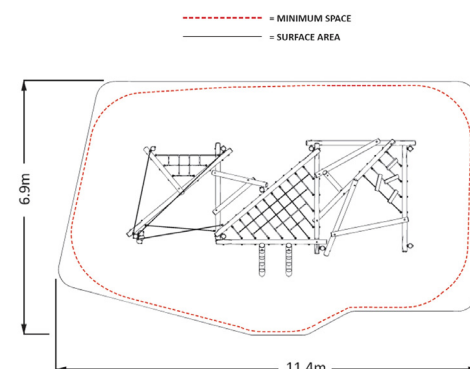 = MINIMUM SPACE
= SURFACE AREA
6.9m
11.4m